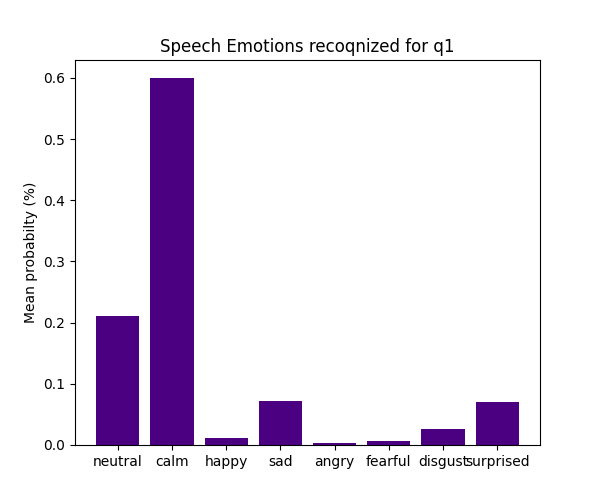 Speech Emotions recoqnized for q1
Mean probabilty (%)
0.6
0.5
0.4
0.3
0.2
0.1
0.0
neutral calm happy sad angry fearful disgust surprised